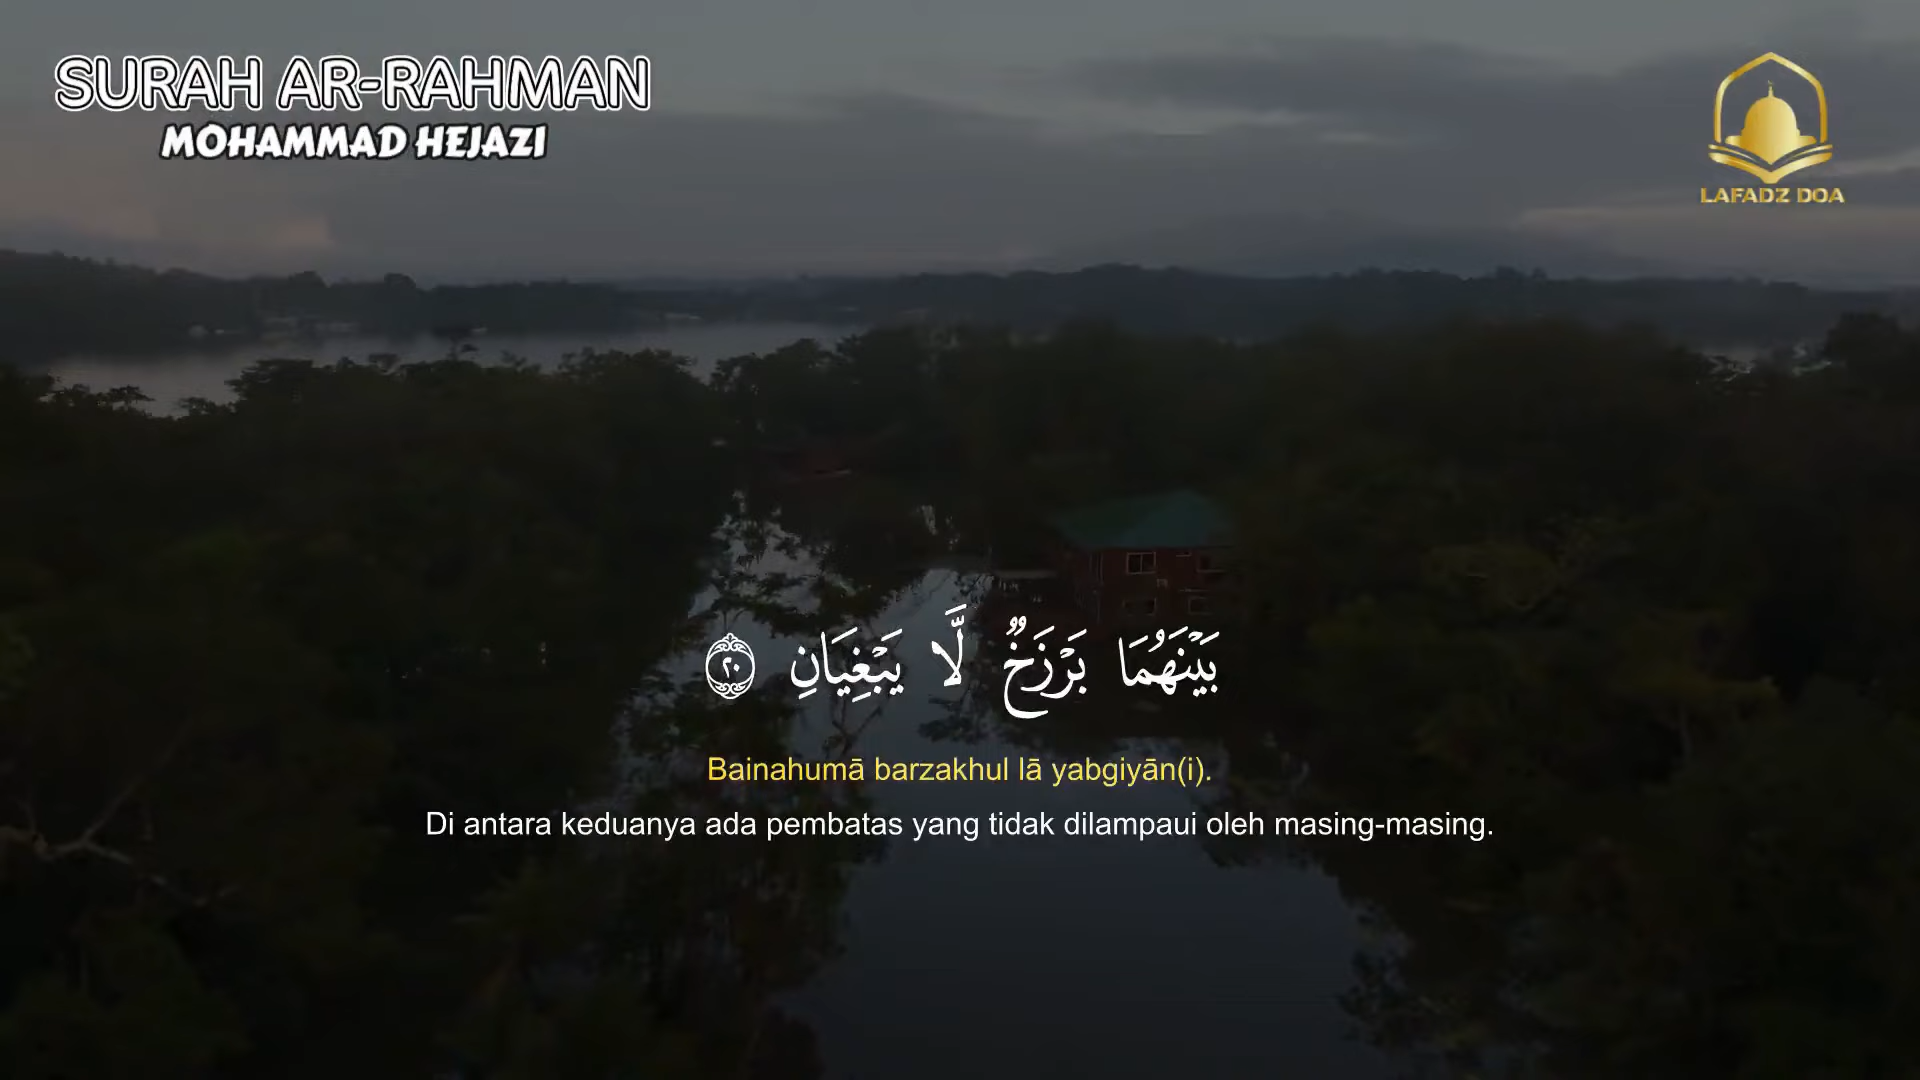 SURAH AR-RAHMAN
MOHAMMAD HEJAZI
LAFADZ DOA
بَيْنَهُمَا بَرْزَخٌ لَّا يَبْغِيَانِ ٢٠
Bainahumā barzakhul lā yabgiyān(i).
Di antara keduanya ada pembatas yang tidak dilampaui oleh masing-masing.